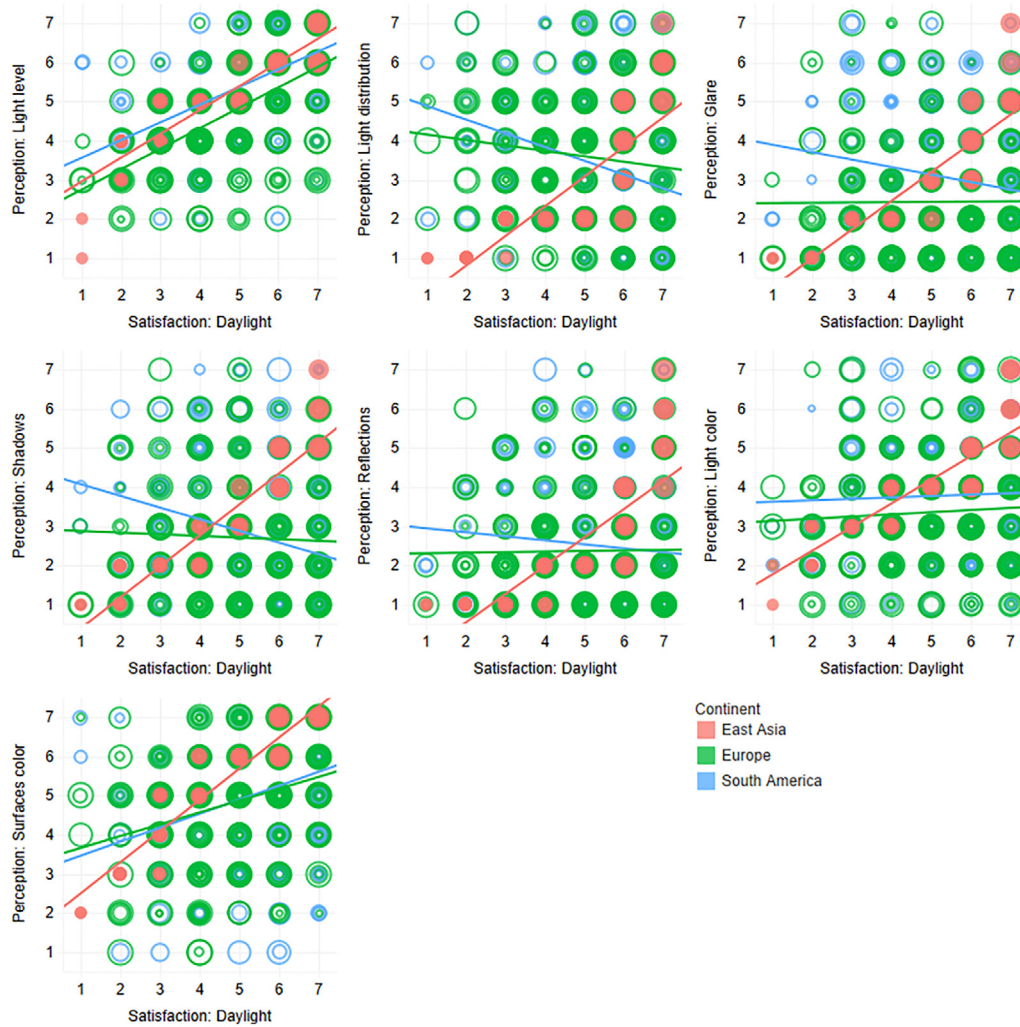 Perception: Light level
7
6
5
4
3
2
1
1 2 3 4 5 6 7
Satisfaction: Daylight
Perception: Light distribution
7
6
5
4
3
2
1
1 2 3 4 5 6 7
Satisfaction: Daylight
Perception: Glare
7
6
5
4
3
2
1
1 2 3 4 5 6 7
Satisfaction: Daylight
Perception: Shadows
7
6
5
4
3
2
1
1 2 3 4 5 6 7
Satisfaction: Daylight
Perception: Reflections
7
6
5
4
3
2
1
1 2 3 4 5 6 7
Satisfaction: Daylight
Perception: Light color
7
6
5
4
3
2
1
1 2 3 4 5 6 7
Satisfaction: Daylight
Perception: Surfaces color
7
6
5
4
3
2
1
1 2 3 4 5 6 7
Satisfaction: Daylight
Continent
East Asia
Europe
South America